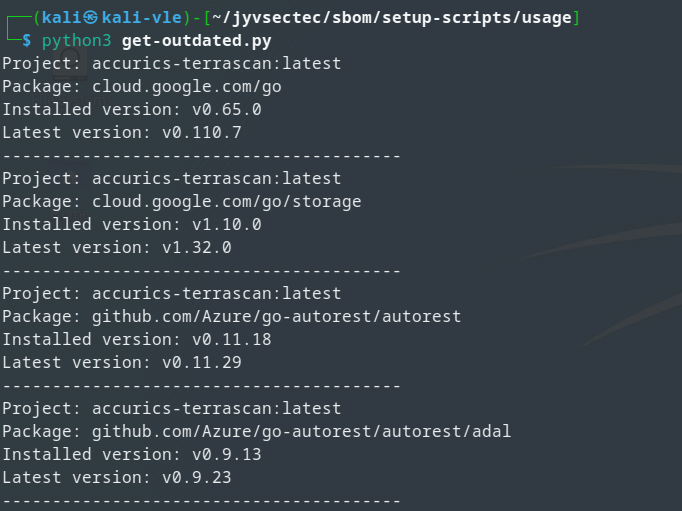 ┌──(kali㉿kali-vle)-[~/jyvsectec/sbom/setup-scripts/usage]
└─$ python3 get-outdated.py
Project: accurics-terrascan:latest
Package: cloud.google.com/go
Installed version: v0.65.0
Latest version: v0.110.7
----------------------------------------
Project: accurics-terrascan:latest
Package: cloud.google.com/go/storage
Installed version: v1.10.0
Latest version: v1.32.0
----------------------------------------
Project: accurics-terrascan:latest
Package: github.com/Azure/go-autorest/autorest
Installed version: v0.11.18
Latest version: v0.11.29
----------------------------------------
Project: accurics-terrascan:latest
Package: github.com/Azure/go-autorest/autorest/adal
Installed version: v0.9.13
Latest version: v0.9.23
----------------------------------------